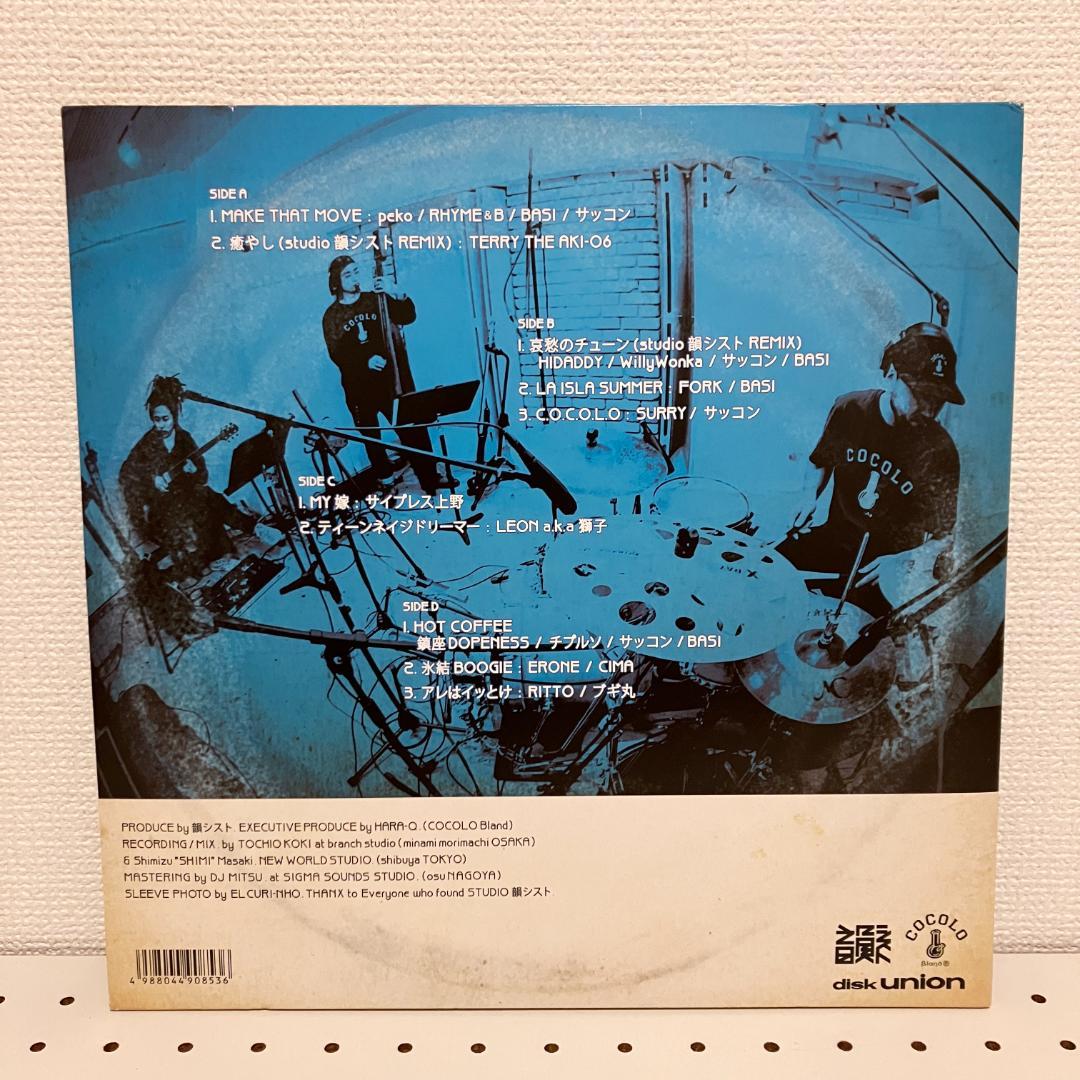 SIDE A
1. MAKE THAT MOVE : peko / RHYME&B / BASI / サッコン
2. 癒やし (studio 韻シスト REMIX) : TERRY THE AKI-06
SIDE B
1. 哀愁のチューン (studio 韻シスト REMIX)
HIDADDY / WillyWonka / サッコン / BASI
2. LA ISLA SUMMER : FORK / BASI
3. C.O.C.O.L.O : SURRY / サッコン
SIDE C
1. MY 嫁 : サイプレス上野
2. ティーンネイジドリーマー : LEON a.k.a 獅子
SIDE D
1. HOT COFFEE
鎮座DOPENESS / チプルソ / サッコン / BASI
2. 氷結 BOOGIE : ERONE / CIMA
3. アレはイッとけ : RITTO / ブギ丸
COCOLO
COCOLO
PRODUCE by 韻シスト. EXECUTIVE PRODUCE by HARA-Q. (COCOLO Bland)
RECORDING / MIX. by TOCHIO KOKI at branch studio (minami morimachi OSAKA)
& Shimizu "SHIMI" Masaki. NEW WORLD STUDIO. (shibuya TOKYO)
MASTERING by DJ MITSU. at SIGMA SOUNDS STUDIO. (osu NAGOYA)
SLEEVE PHOTO by EL CURI-NHO. THANX to Everyone who found STUDIO 韻シスト.
4 988044 908536
韻シスト
COCOLO
Bland ®
disk union